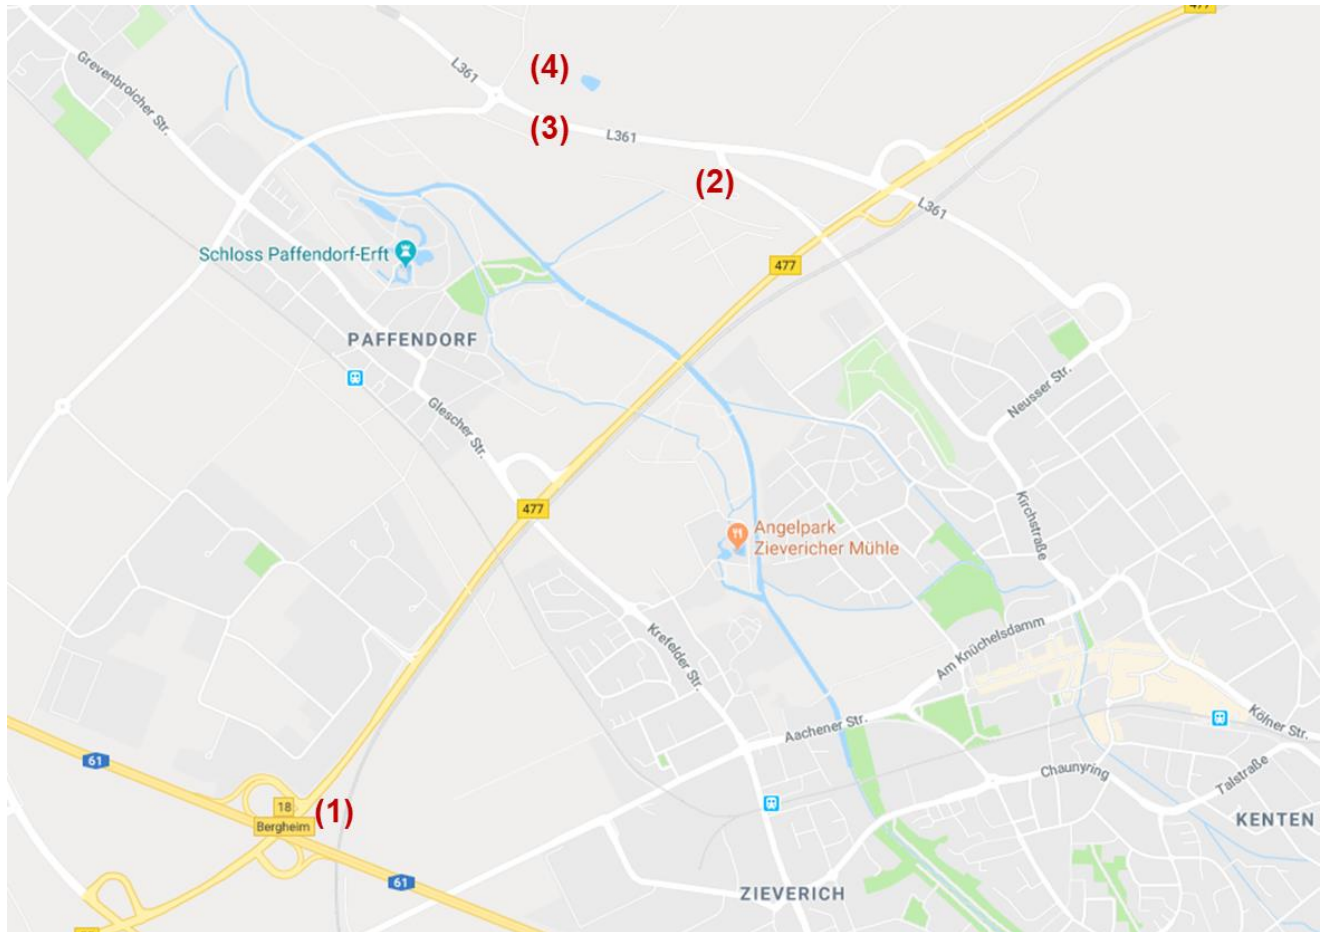 477
Grevenbroicher Str.
L361
(4)
(3)
L361
(2)
L361
Schloss Paffendorf-Erft
477
PAFFENDORF
Neusser Str.
Glescher Str.
477
Kirchstraße
Angelpark
Zievericher Mühle
Krefelder Str.
Am Knüchelsdamm
Aachener Str.
Kölner Str.
61
Chaunyring
Talstraße
18
(1)
Bergheim
KENTEN
61
ZIEVERICH